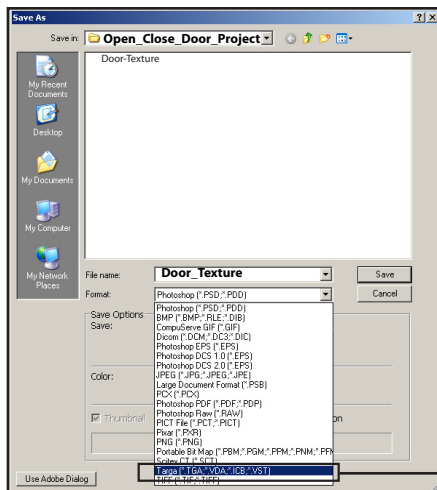 Save As
Save in:
Open_Close_Door_Project
Door-Texture
My Recent
Documents
Desktop
My Documents
My Computer
My Network
Places
File name:
Door_Texture
Save
Format:
Photoshop (*.PSD;*.PDD)
Cancel
Save Options
Save:
Color:
Thumbnail
Photoshop (*.PSD;*.PDD)
BMP (*.BMP;*.RLE;*.DIB)
CompuServe GIF (*.GIF)
Dicom (*.DCM;*.DC3;*.DIC)
Photoshop EPS (*.EPS)
Photoshop DCS 1.0 (*.EPS)
Photoshop DCS 2.0 (*.EPS)
JPEG (*.JPG;*.JPEG;*.JPE)
Large Document Format (*.PSB)
PCX (*.PCX)
Photoshop PDF (*.PDF;*.PDP)
Photoshop Raw (*.RAW)
PICT File (*.PCT;*.PICT)
Pixar (*.PXR)
PNG (*.PNG)
Portable Bit Map (*.PBM;*.PGM;*.PPM;*.PNM;*.PFM
Scitex CT (*.SCT)
Targa (*.TGA;*.VDA;*.ICB;*.VST)
TIFF (*.TIF;*.TIFF)
on
Use Adobe Dialog